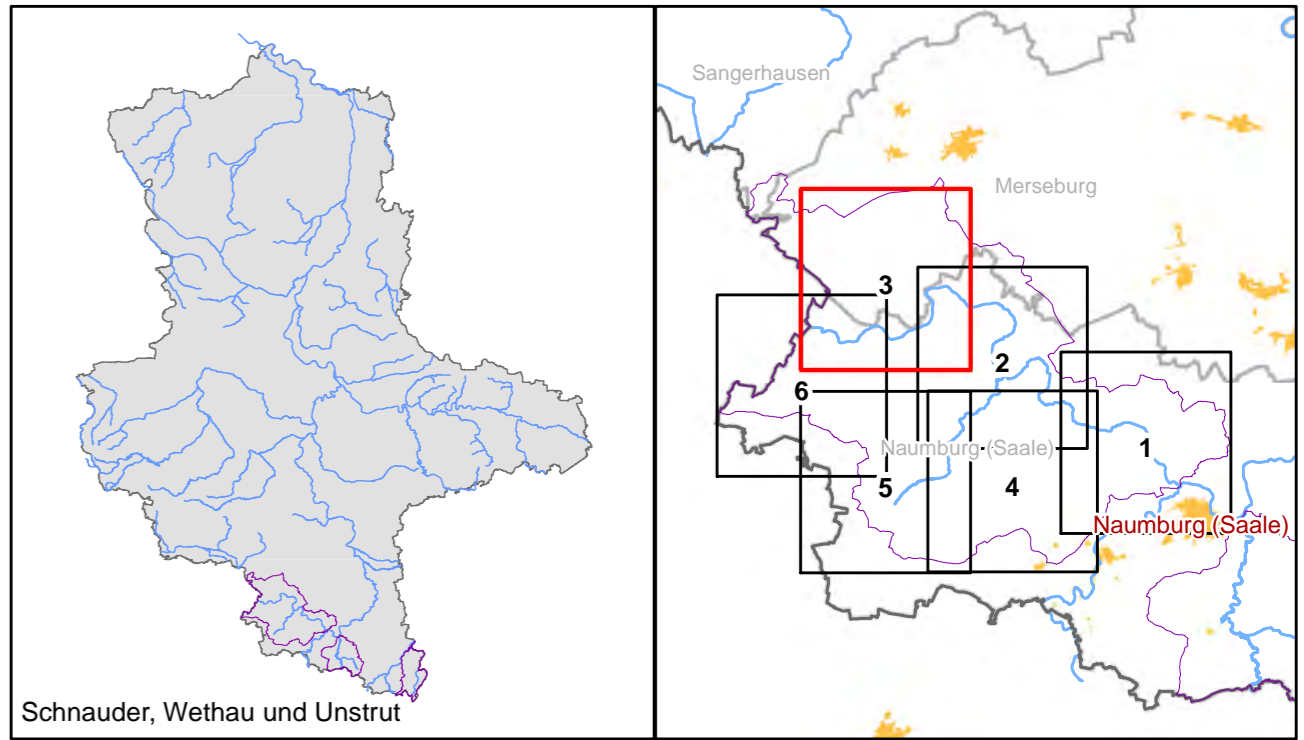 Schnauder, Wethau und Unstrut
Sangerhausen
Merseburg
3
2
6
1
Naumburg (Saale)
5
4
Naumburg (Saale)